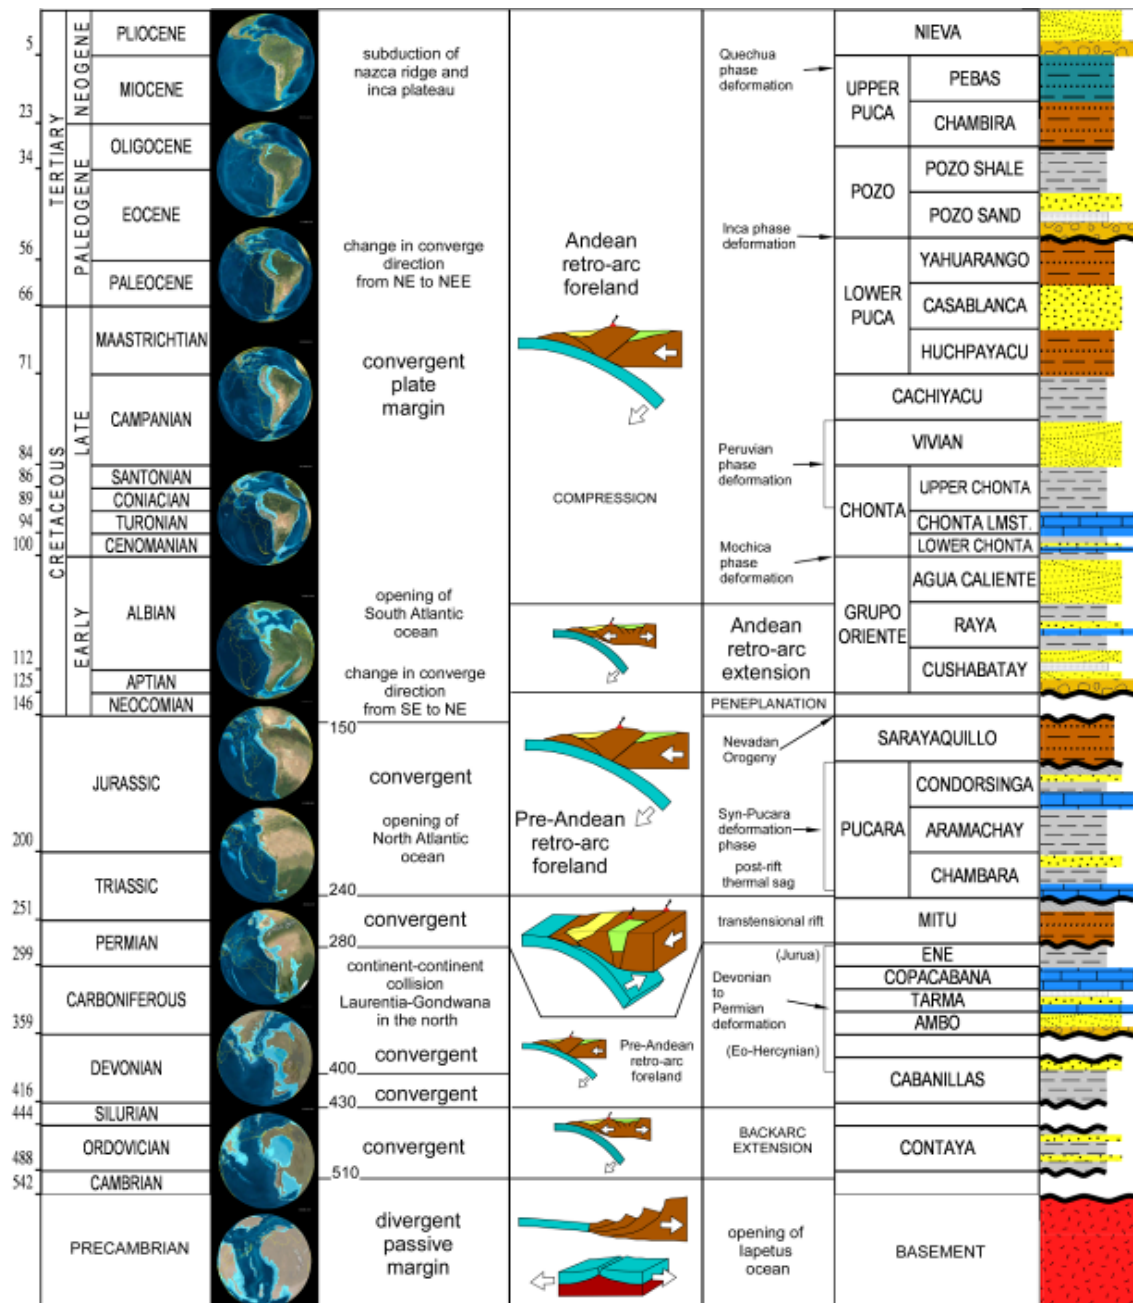 5
23
34
56
66
71
84
86
89
94
100
112
125
146
200
251
299
359
416
444
488
542
TERTIARY
CRETACEOUS
NEOGENE
PALEOGENE
LATE
EARLY
PLIOCENE
MIOCENE
OLIGOCENE
EOCENE
PALEOCENE
MAASTRICHTIAN
CAMPANIAN
SANTONIAN
CONIACIAN
TURONIAN
CENOMANIAN
ALBIAN
APTIAN
NEOCOMIAN
JURASSIC
TRIASSIC
PERMIAN
CARBONIFEROUS
DEVONIAN
SILURIAN
ORDOVICIAN
CAMBRIAN
PRECAMBRIAN
subduction of
nazca ridge and
inca plateau
change in converge
direction
from NE to NEE
convergent
plate
margin
opening of
South Atlantic
ocean
change in converge
direction
from SE to NE
150
convergent
opening of
North Atlantic
ocean
240
convergent
280
continent-continent
collision
Laurentia-Gondwana
in the north
convergent
400
convergent
430
convergent
510
divergent
passive
margin
Andean
retro-arc
foreland
COMPRESSION
Pre-Andean
retro-arc
foreland
Pre-Andean
retro-arc
foreland
Quechua
phase
deformation
Inca phase
deformation
Peruvian
phase
deformation
Mochica
phase
deformation
Andean
retro-arc
extension
PENEPLANATION
Nevadan
Orogeny
Syn-Pucara
deformation
phase
post-rift
thermal sag
transtensional rift
(Jurua)
Devonian
to
Permian
deformation
(Eo-Hercynian)
BACKARC
EXTENSION
opening of
Iapetus
ocean
NIEVA
UPPER
PUCA
PEBAS
CHAMBIRA
POZO
POZO SHALE
POZO SAND
LOWER
PUCA
YAHUARANGO
CASABLANCA
HUCHPAYACU
CACHIYACU
VIVIAN
CHONTA
UPPER CHONTA
CHONTA LMST.
LOWER CHONTA
GRUPO
ORIENTE
AGUA CALIENTE
RAYA
CUSHABATAY
SARAYAQUILLO
PUCARA
CONDORSINGA
ARAMACHAY
CHAMBARA
MITU
ENE
COPACABANA
TARMA
AMBO
CABANILLAS
CONTAYA
BASEMENT